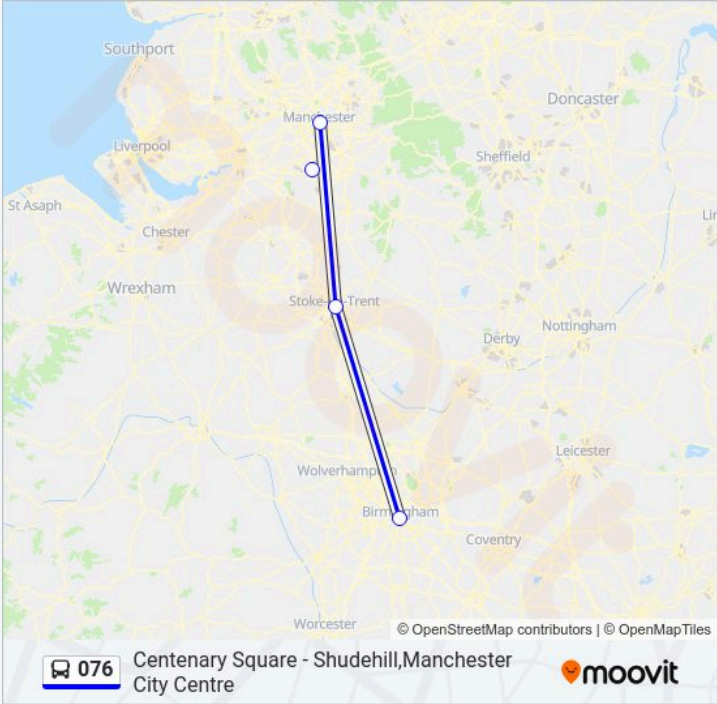 Southport
Doncaster
Manchester
Liverpool
Sheffield
St Asaph
Chester
Wrexham
Stoke-on-Trent
Nottingham
Derby
Leicester
Wolverhampton
Birmingham
Coventry
Worcester
© OpenStreetMap contributors | © OpenMapTiles
076
Centenary Square - Shudehill,Manchester
City Centre
moovit